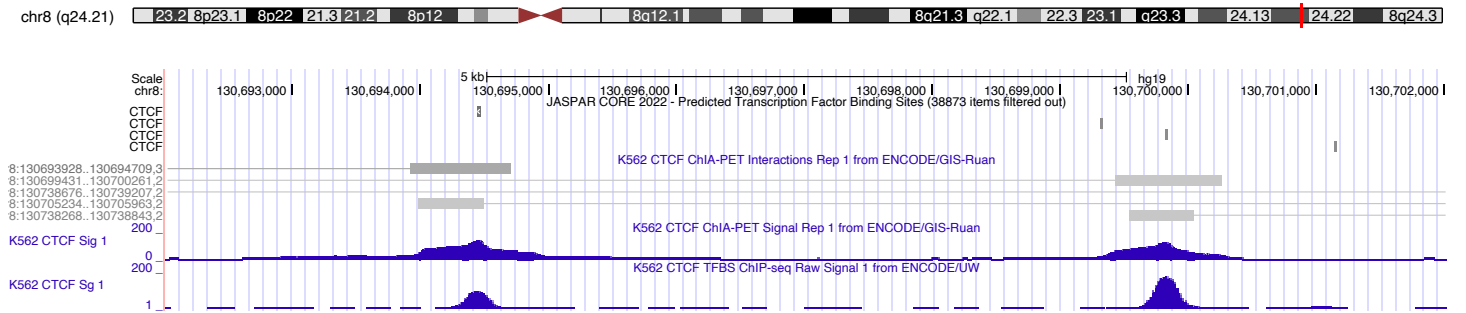 chr8 (q24.21) 23.2 8p23.1 8p22 21.3 21.2 8p12 8q12.1 8q21.3 q22.1 22.3 23.1 q23.3 24.13 24.22 8q24.3
Scale 5 kb hg19
chr8: 130,693,000 130,694,000 130,695,000 130,696,000 130,697,000 130,698,000 130,699,000 130,700,000 130,701,000 130,702,000
JASPAR CORE 2022 - Predicted Transcription Factor Binding Sites (38873 items filtered out)
CTCF
CTCF
CTCF
CTCF
K562 CTCF ChIA-PET Interactions Rep 1 from ENCODE/GIS-Ruan
8:130693928..130694709,3
8:130699431..130700261,2
8:130738676..130739207,2
8:130705234..130705963,2
8:130738268..130738843,2
K562 CTCF ChIA-PET Signal Rep 1 from ENCODE/GIS-Ruan
200
K562 CTCF Sig 1
0
K562 CTCF TFBS ChIP-seq Raw Signal 1 from ENCODE/UW
200
K562 CTCF Sg 1
1